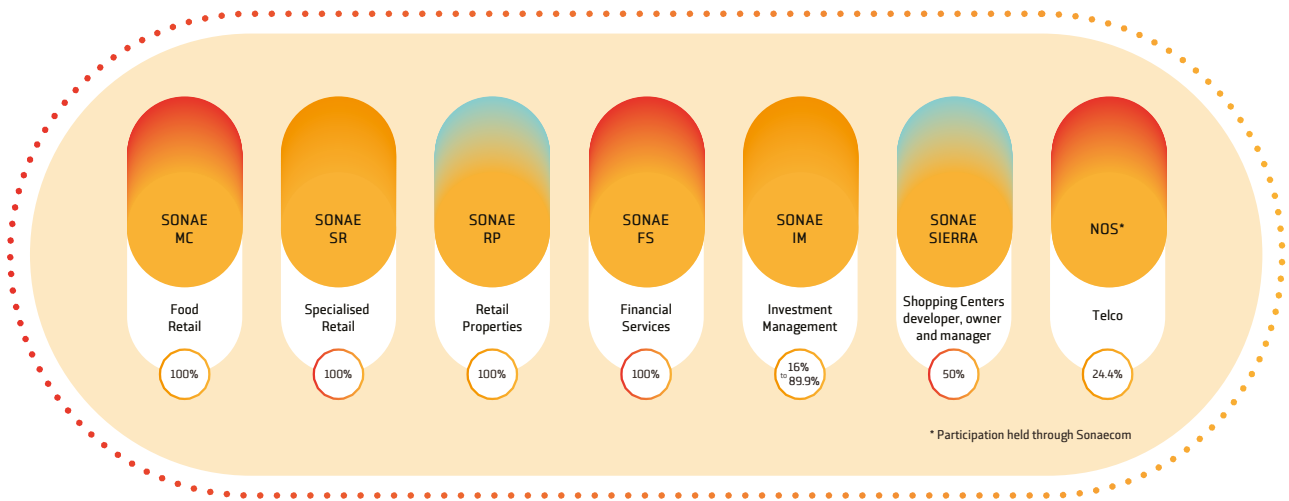 SONAE
MC
Food
Retail
100%
SONAE
SR
Specialised
Retail
100%
SONAE
RP
Retail
Properties
100%
SONAE
FS
Financial
Services
100%
SONAE
IM
Investment
Management
16%
to 89.9%
SONAE
SIERRA
Shopping Centers
developer, owner
and manager
50%
NOS*
Telco
24.4%
* Participation held through Sonaecom